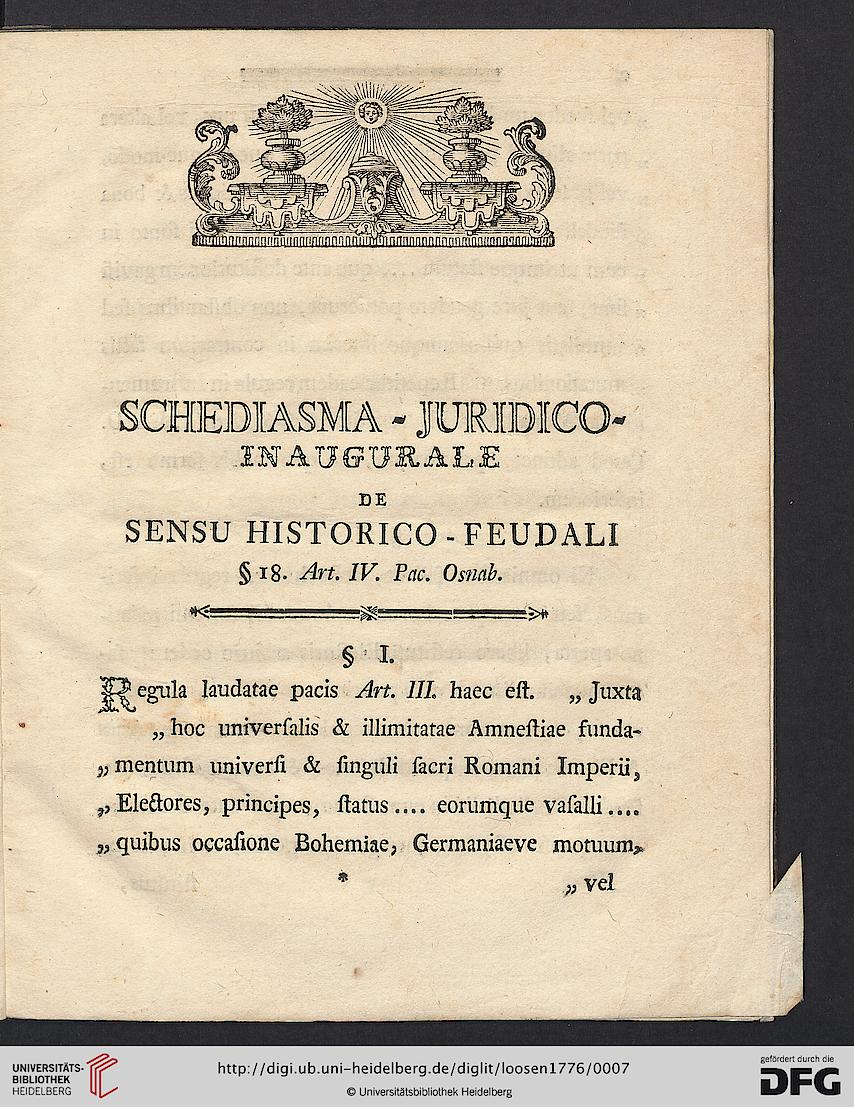 SCHEDIASMA - JURIDICO-
INAUGURALE
DE
SENSU HISTORICO - FEUDALI
§ 18. Art. IV. Pac. Osnab.
§ I.
Regula laudatae pacis Art. III. haec eſt. „ Juxta
„ hoc univerſalis & illimitatae Amneſtiae funda-
„ mentum univerſi & ſinguli ſacri Romani Imperii,
„ Electores, principes, ſtatus .... eorumque vaſalli ....
„ quibus occaſione Bohemiae, Germaniaeve motuum,
* „ vel
UNIVERSITÄTS-
BIBLIOTHEK
HEIDELBERG
http://digi.ub.uni-heidelberg.de/diglit/loosen1776/0007
© Universitätsbibliothek Heidelberg
gefördert durch die
DFG